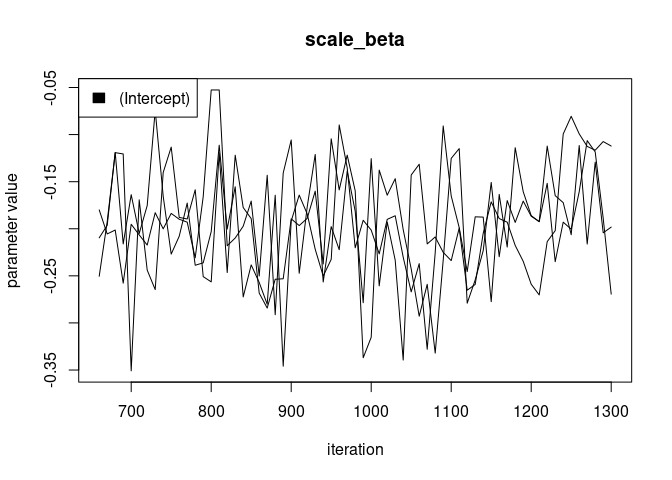 scale_beta
(Intercept)
parameter value
-0.05
-0.15
-0.25
-0.35
700 800 900 1000 1100 1200 1300
iteration